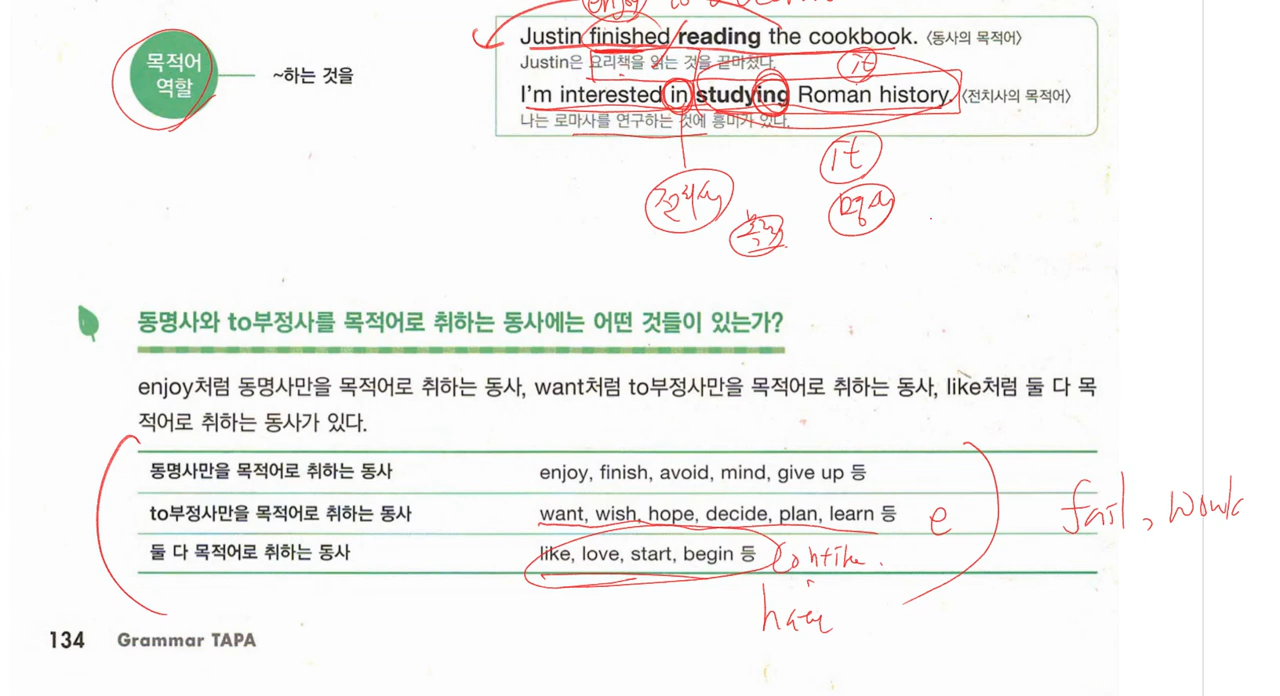 enjoy to
Justin finished reading the cookbook. 〈동사의 목적어〉
Justin은 요리책을 읽는 것을 끝마쳤다.
목적어
역할
~하는 것을
it
I'm interested in studying Roman history. 〈전치사의 목적어〉
나는 로마사를 연구하는 것에 흥미가 있다.
it
전치사
명사
동명사와 to부정사를 목적어로 취하는 동사에는 어떤 것들이 있는가?
enjoy처럼 동명사만을 목적어로 취하는 동사, want처럼 to부정사만을 목적어로 취하는 동사, like처럼 둘 다 목
적어로 취하는 동사가 있다.
동명사만을 목적어로 취하는 동사 enjoy, finish, avoid, mind, give up 등
to부정사만을 목적어로 취하는 동사 want, wish, hope, decide, plan, learn 등 e
fail, would
둘 다 목적어로 취하는 동사 like, love, start, begin 등
134 Grammar TAPA